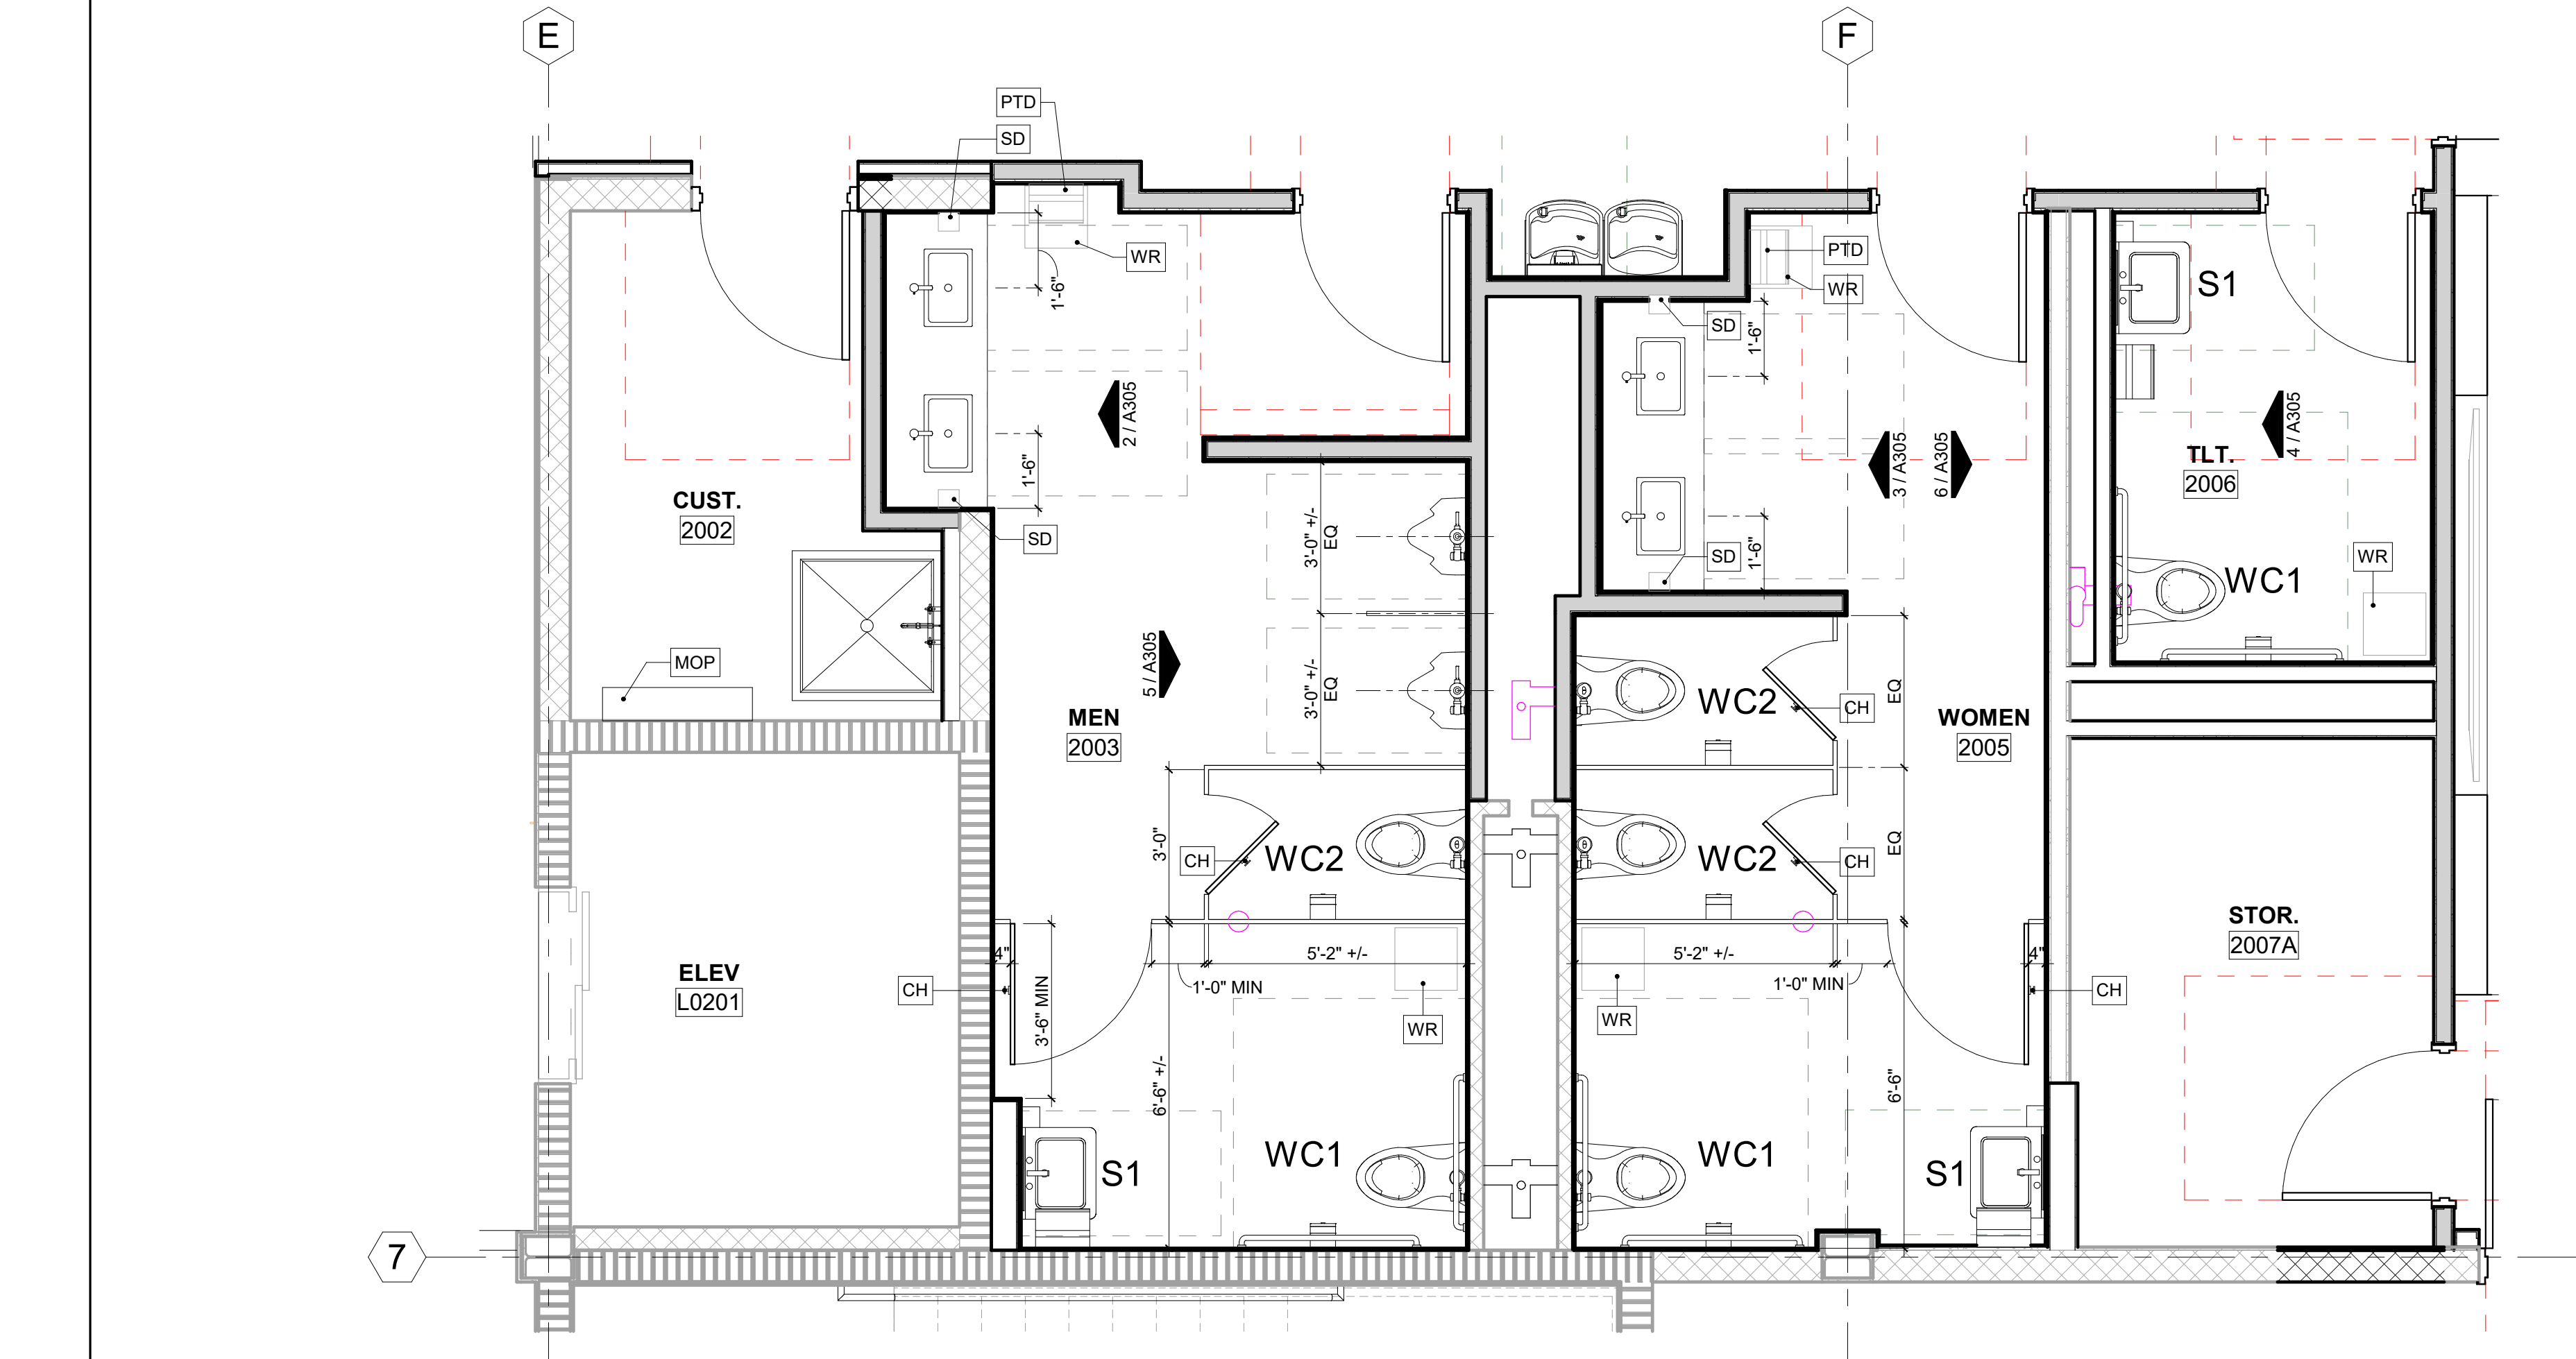 E
F
PTD
SD
WR
1'-6"
2 / A305
1'-6"
SD
CUST.
2002
MOP
PTD
WR
SD
1'-6"
3 / A305
6 / A305
SD
1'-6"
S1
4 / A305
TLT.
2006
WC1
WR
3'-0" +/-
EQ
3'-0" +/-
EQ
5 / A305
MEN
2003
WC2
CH
EQ
WOMEN
2005
3'-0"
CH
WC2
WC2
CH
EQ
STOR.
2007A
ELEV
L0201
CH
4"
3'-6" MIN
1'-0" MIN
5'-2" +/-
WR
5'-2" +/-
1'-0" MIN
WR
4"
CH
6'-6" +/-
6'-6"
S1
WC1
WC1
S1
7